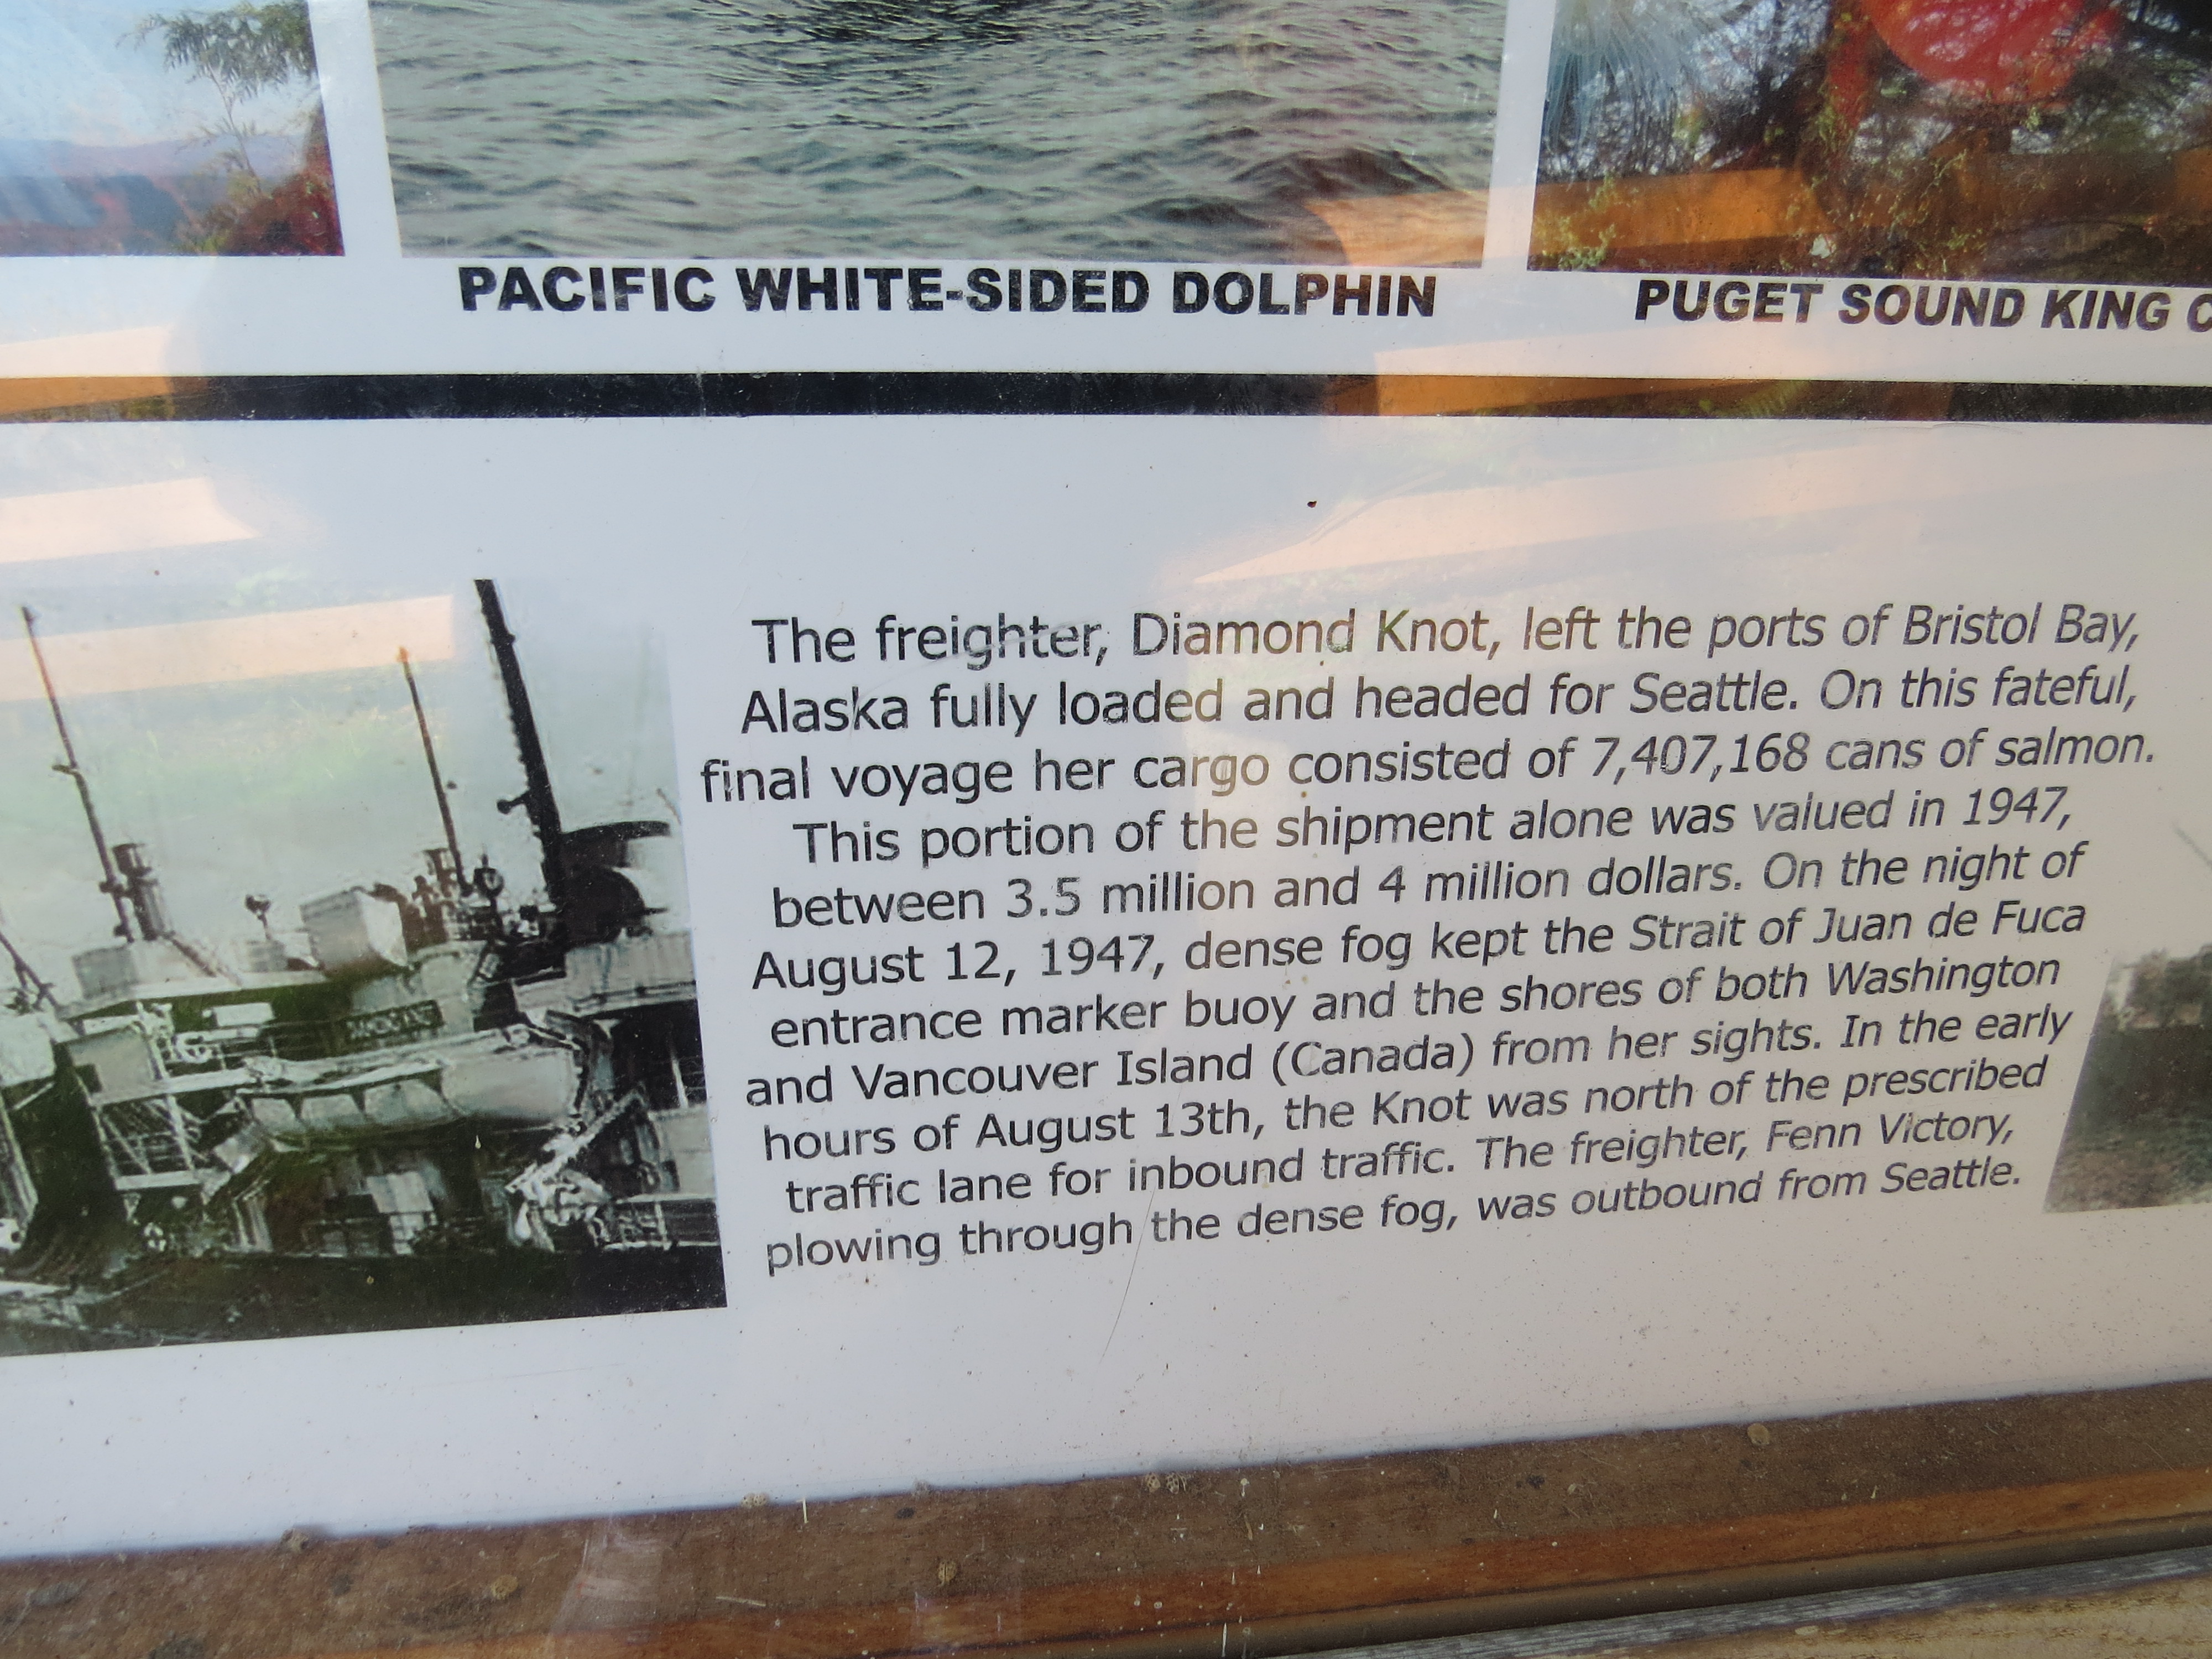 PACIFIC WHITE-SIDED DOLPHIN
PUGET SOUND KING
The freighter, Diamond Knot, left the ports of Bristol Bay,
Alaska fully loaded and headed for Seattle. On this fateful,
final voyage her cargo consisted of 7,407,168 cans of salmon.
This portion of the shipment alone was valued in 1947,
between 3.5 million and 4 million dollars. On the night of
August 12, 1947, dense fog kept the Strait of Juan de Fuca
entrance marker buoy and the shores of both Washington
and Vancouver Island (Canada) from her sights. In the early
hours of August 13th, the Knot was north of the prescribed
traffic lane for inbound traffic. The freighter, Fenn Victory,
plowing through the dense fog, was outbound from Seattle.